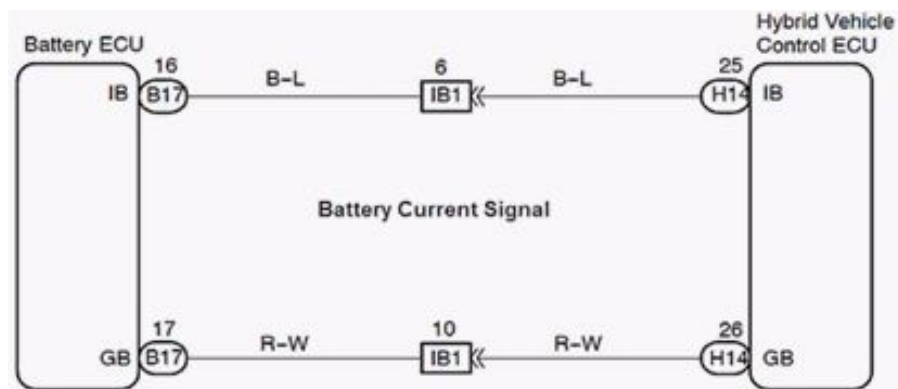 Hybrid Vehicle
Battery ECU
Control ECU
16
6
25
IB
B17
B-L
IB1
B-L
H14
IB
Battery Current Signal
17
10
26
GB
B17
R-W
IB1
R-W
H14
GB